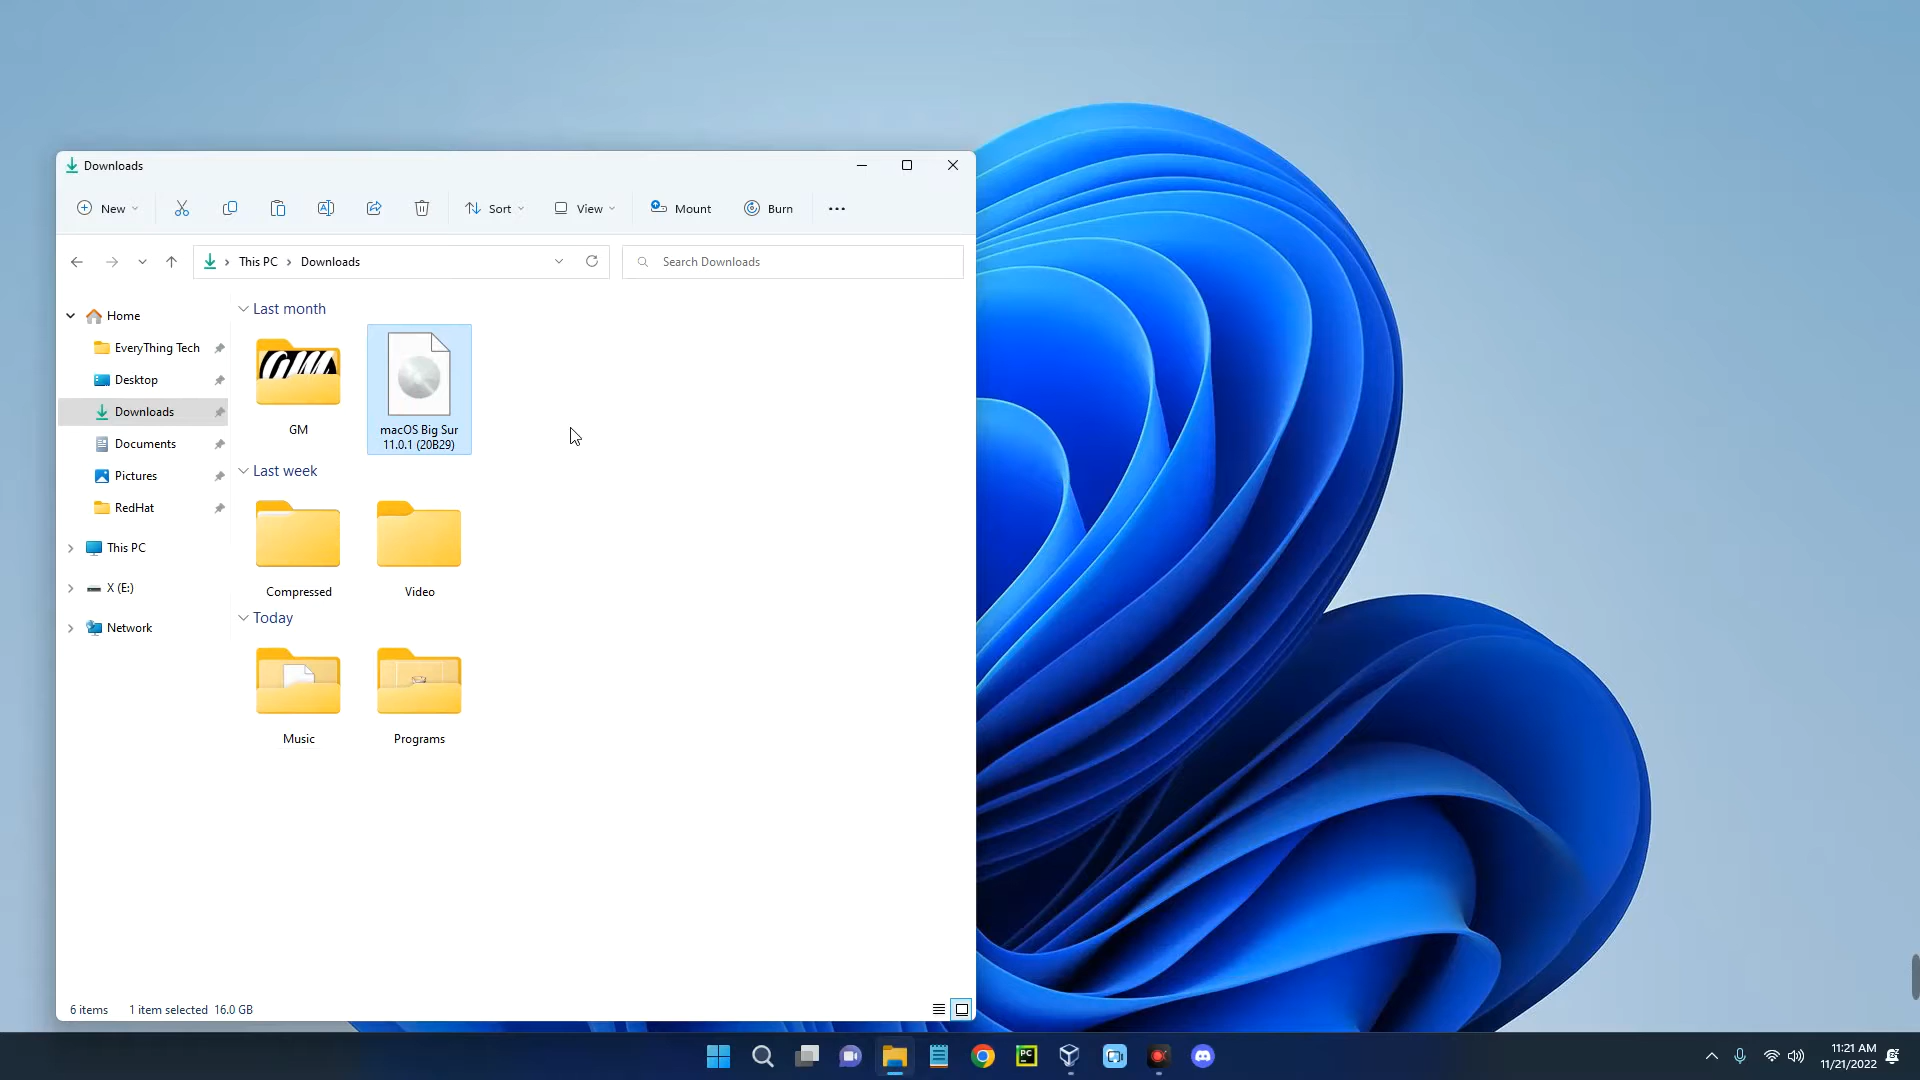 Downloads
New
Sort
View
Mount
Burn
This PC
Downloads
Search Downloads
Home
EveryThing Tech
Desktop
Downloads
Documents
Pictures
RedHat
This PC
X (E:)
Network
Last month
GM
macOS Big Sur
11.0.1 (20B29)
Last week
Compressed
Video
Today
Music
Programs
6 items
1 item selected 16.0 GB
PC
11:21 AM
11/21/2022